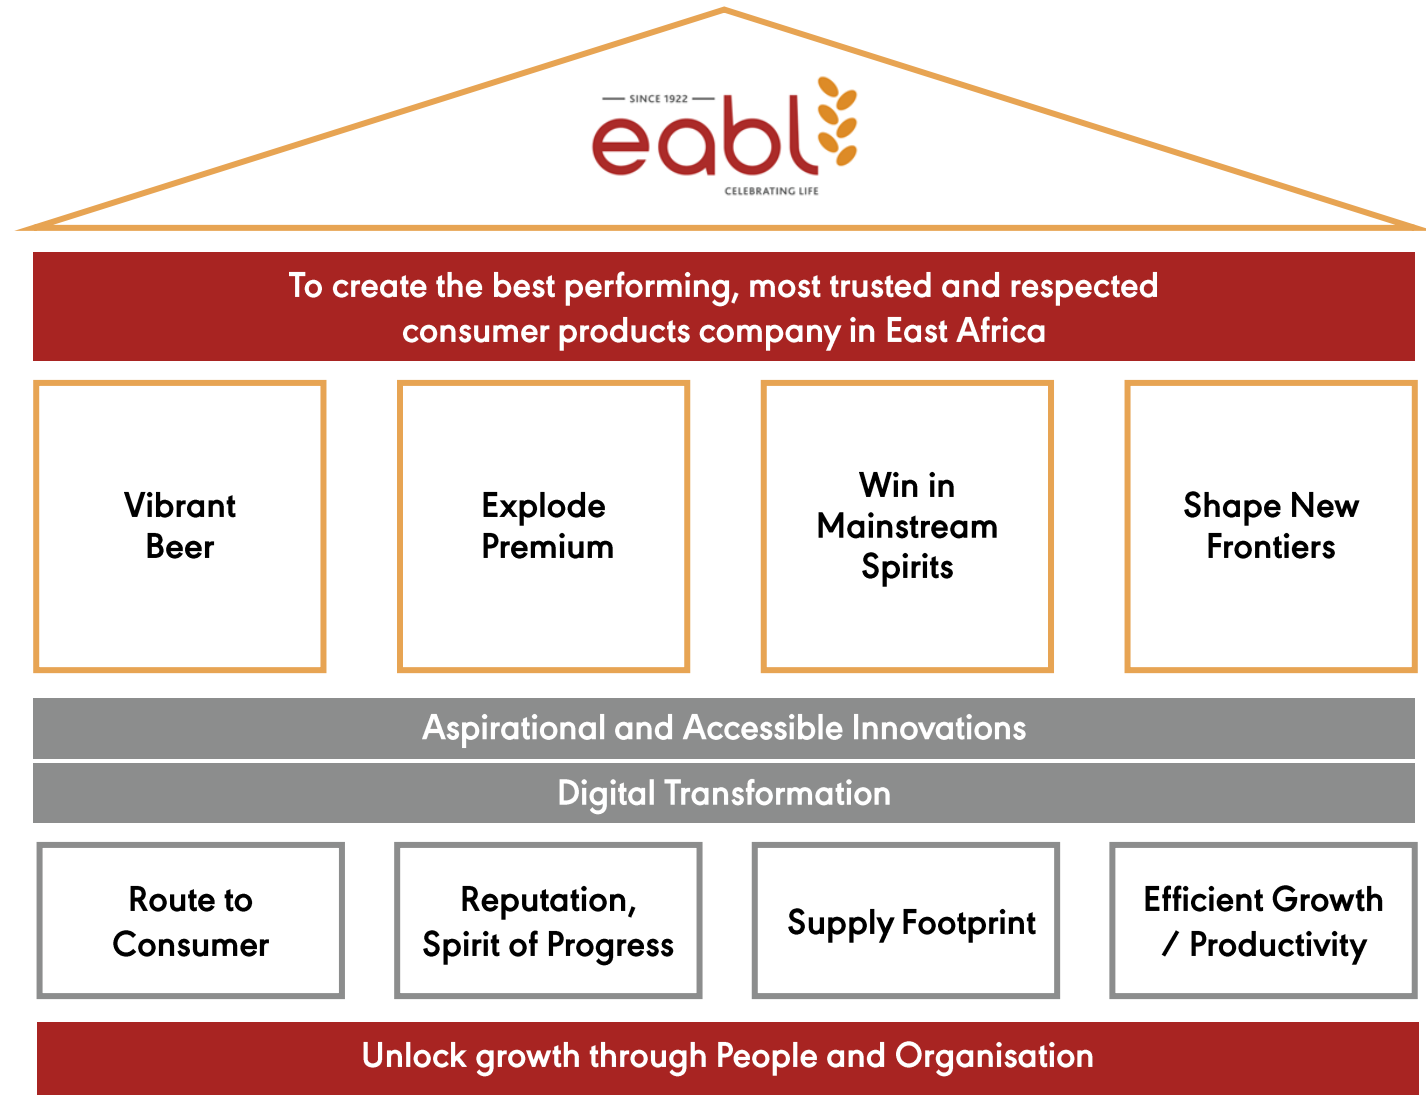 SINCE 1922
eabl
CELEBRATING LIFE
To create the best performing, most trusted and respected
consumer products company in East Africa
Vibrant
Beer
Explode
Premium
Win in
Mainstream
Spirits
Shape New
Frontiers
Aspirational and Accessible Innovations
Digital Transformation
Route to
Consumer
Reputation,
Spirit of Progress
Supply Footprint
Efficient Growth
/ Productivity
Unlock growth through People and Organisation